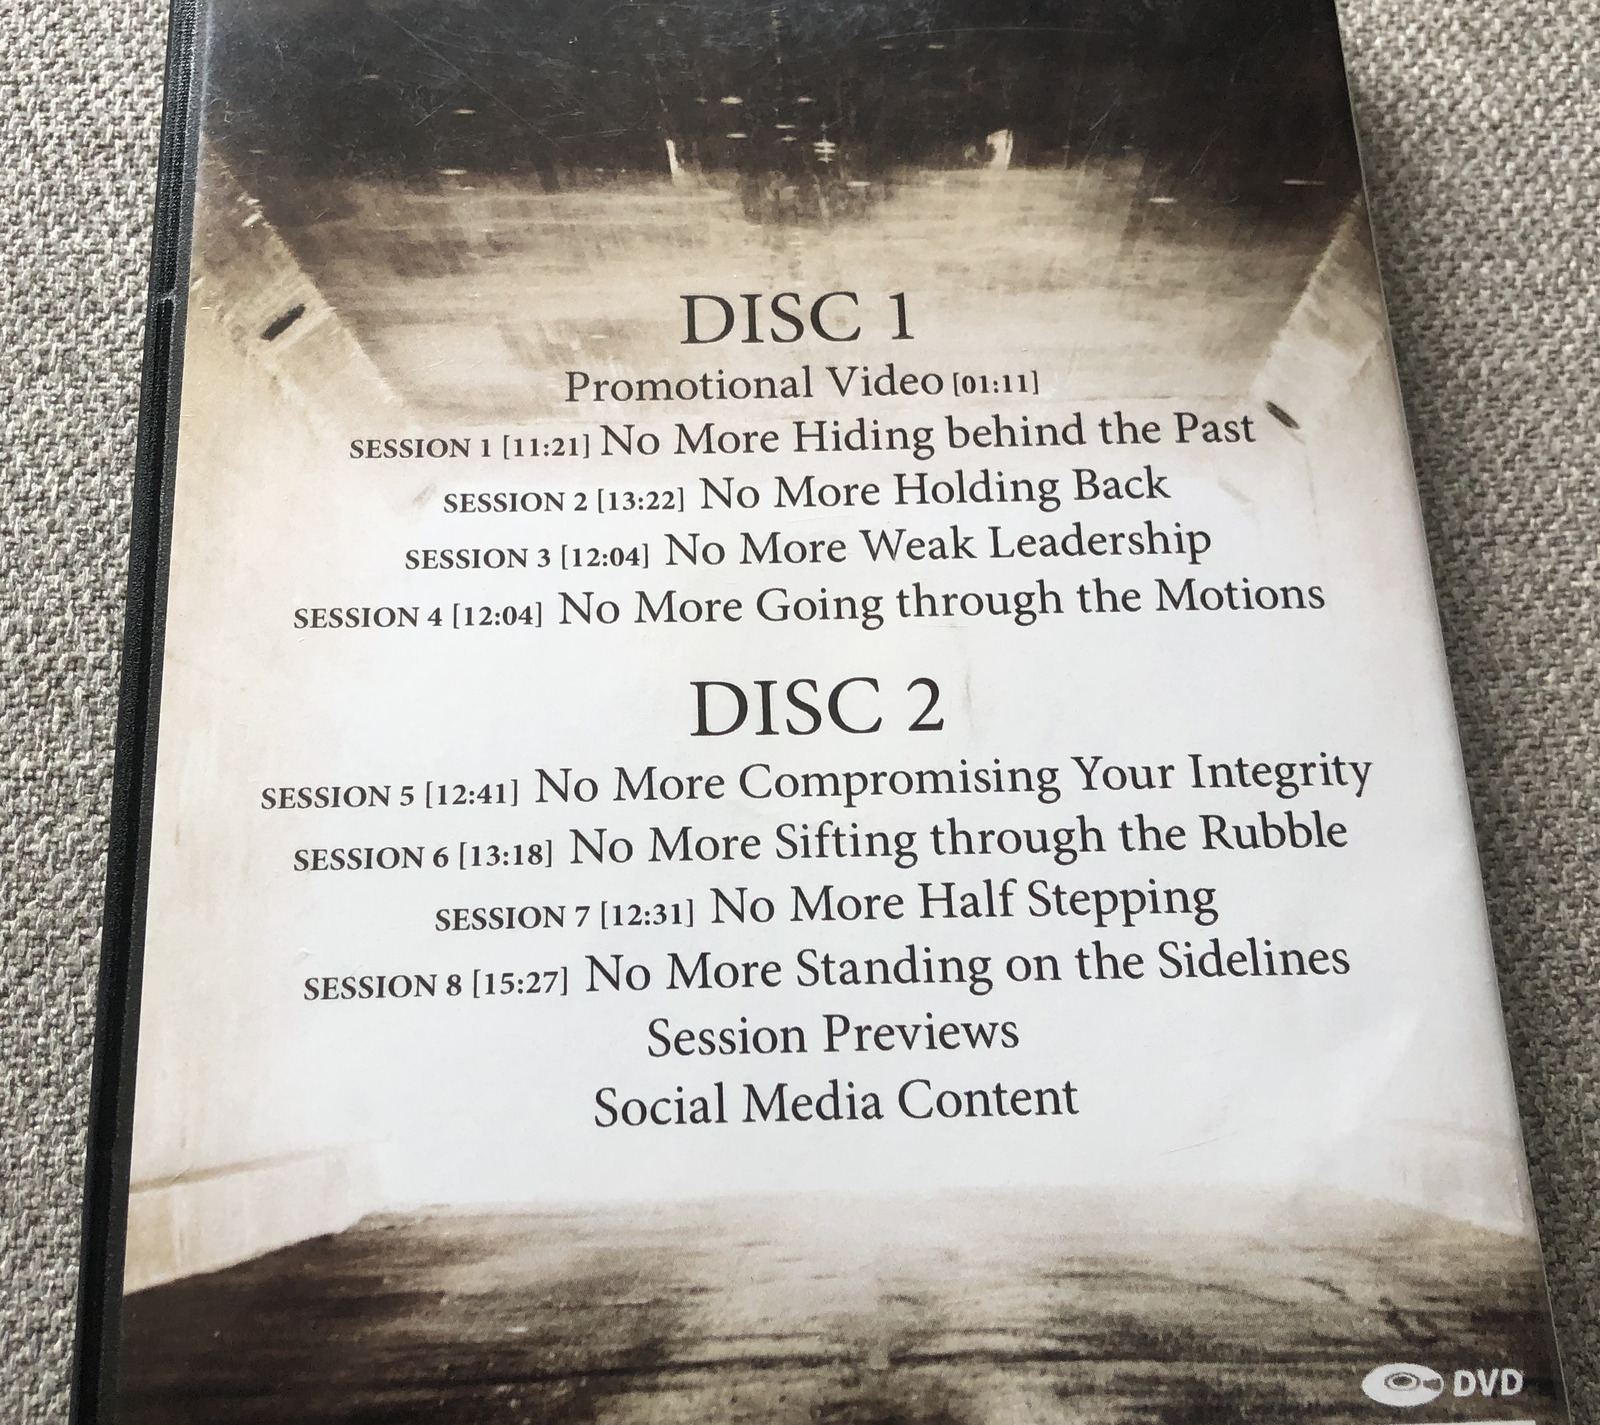 DISC 1
Promotional Video [01:11]
SESSION 1 [11:21] No More Hiding behind the Past
SESSION 2 [13:22] No More Holding Back
SESSION 3 [12:04] No More Weak Leadership
SESSION 4 [12:04] No More Going through the Motions
DISC 2
SESSION 5 [12:41] No More Compromising Your Integrity
SESSION 6 [13:18] No More Sifting through the Rubble
SESSION 7 [12:31] No More Half Stepping
SESSION 8 [15:27] No More Standing on the Sidelines
Session Previews
Social Media Content
DVD